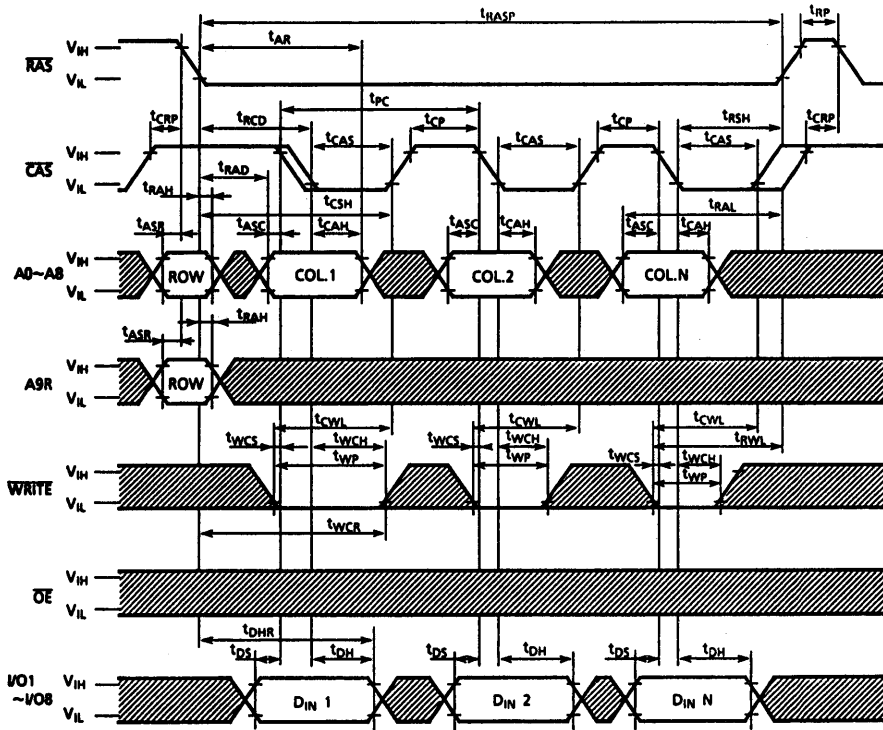 tRASP tRP
tAR
VIH
RAS
VIL
tPC
tCRP tRCD tCP tCP tRSH tCRP
tCAS tCAS tCAS
VIH
CAS
VIL
tRAD
tRAH tCSH tRAL
tASR tASC tCAH tASC tCAH tASC tCAH
VIH
A0~A8 ROW COL.1 COL.2 COL.N
VIL
tRAH
tASR
VIH
A9R ROW
VIL
tCWL tCWL tCWL
tWCS tWCH tWCS tWCH tRWL
tWCS tWCH
tWP tWP tWP
VIH
WRITE
VIL
tWCR
VIH
OE
VIL
tDHR
tDS tDH tDS tDH tDS tDH
I/O1 VIH
~I/O8 DIN 1 DIN 2 DIN N
VIL